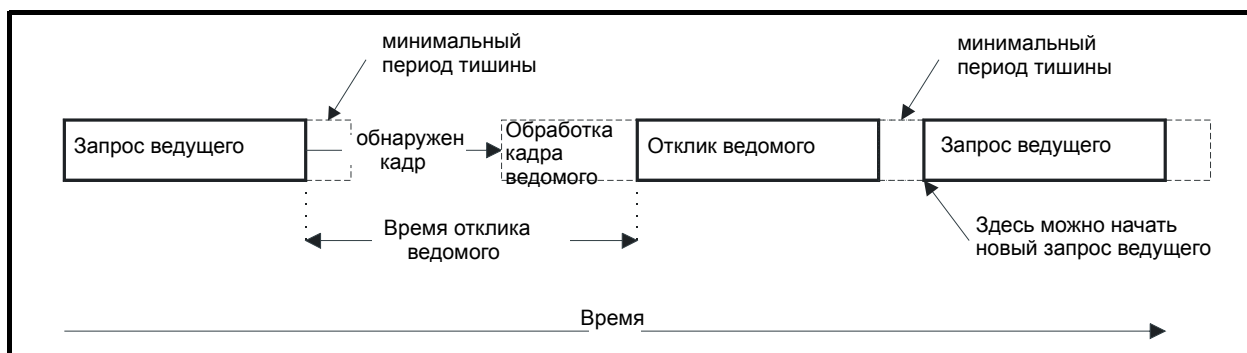 минимальный
период тишины
минимальный
период тишины
Запрос ведущего
обнаружен
кадр
Обработка
кадра
ведомого
Отклик ведомого
Запрос ведущего
Время отклика
ведомого
Здесь можно начать
новый запрос ведущего
Время